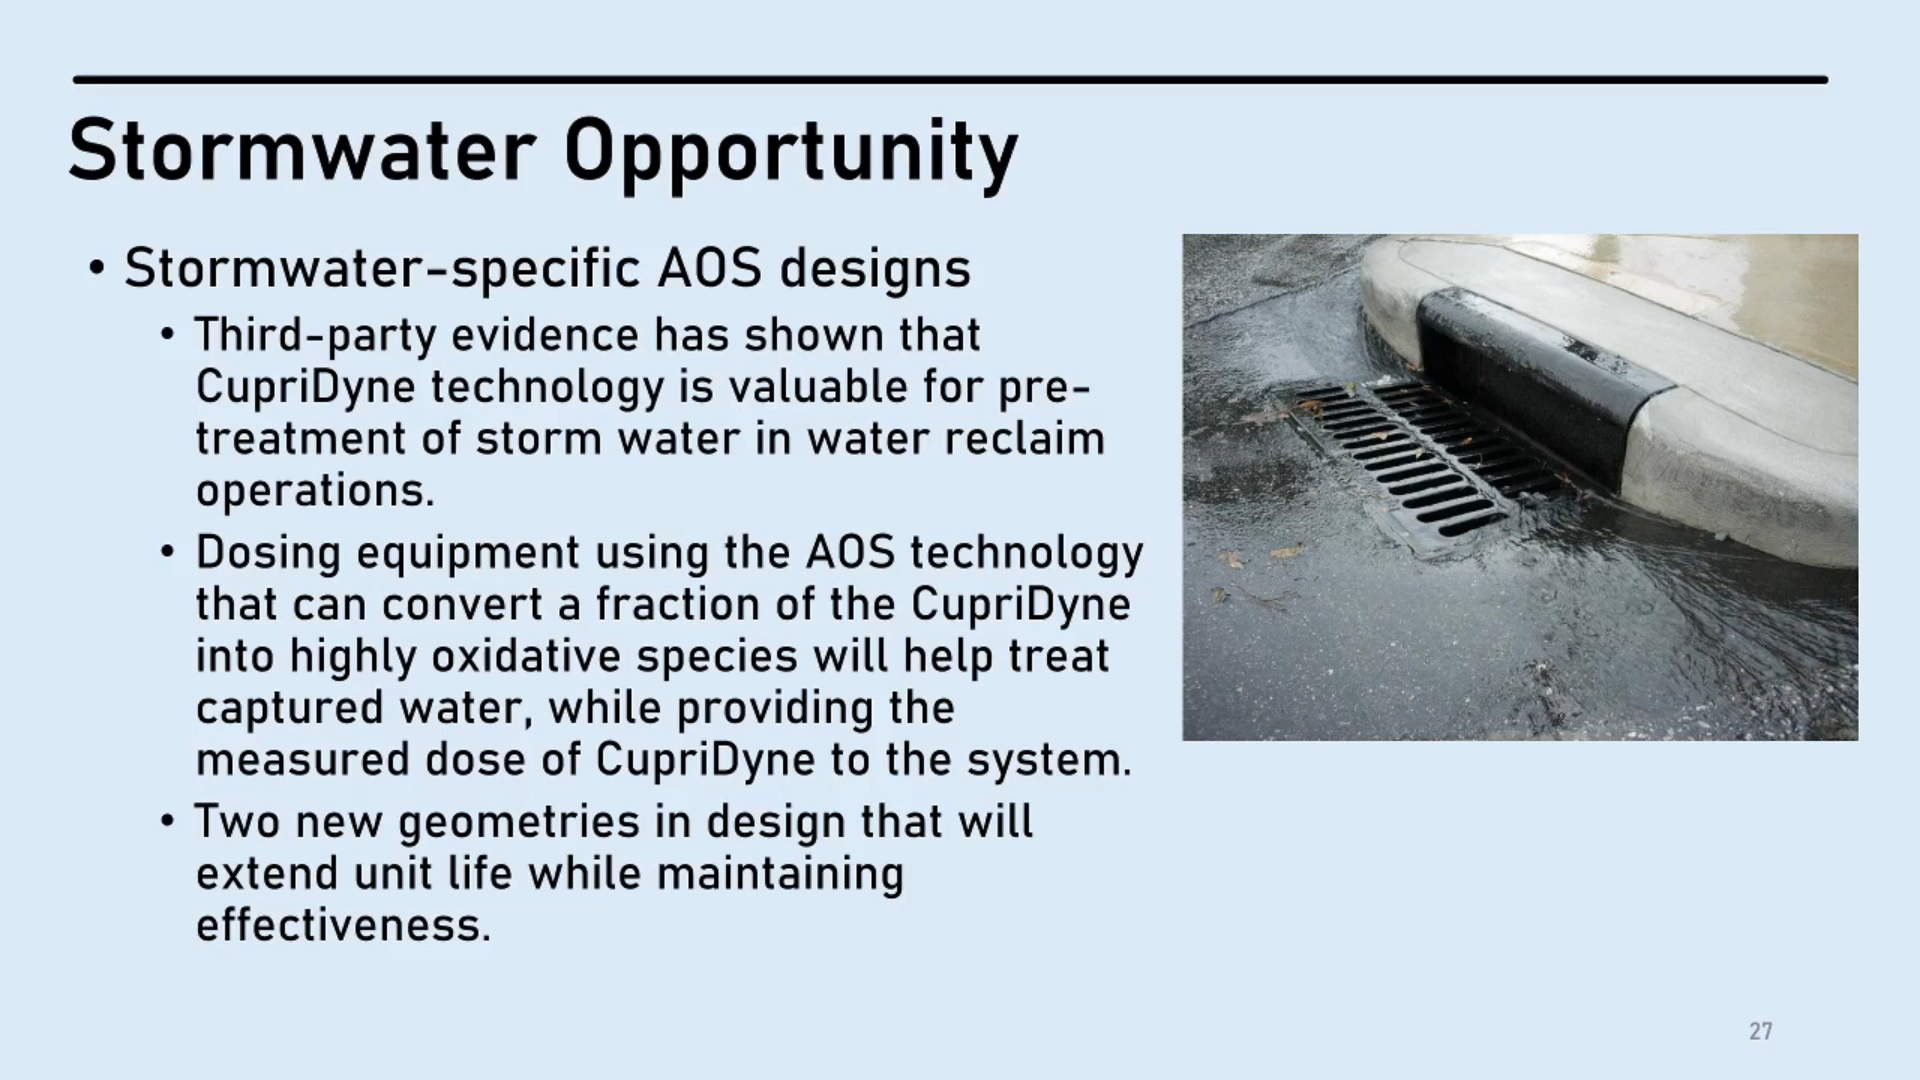 Stormwater Opportunity
• Stormwater-specific AOS designs
• Third-party evidence has shown that
CupriDyne technology is valuable for pre-
treatment of storm water in water reclaim
operations.
• Dosing equipment using the AOS technology
that can convert a fraction of the CupriDyne
into highly oxidative species will help treat
captured water, while providing the
measured dose of CupriDyne to the system.
• Two new geometries in design that will
extend unit life while maintaining
effectiveness.
27